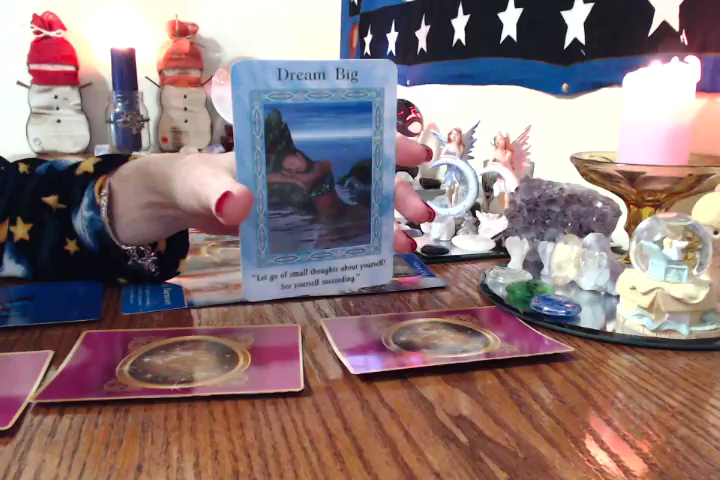 Dream Big
"Let go of small thoughts about yourself!
See yourself succeeding."